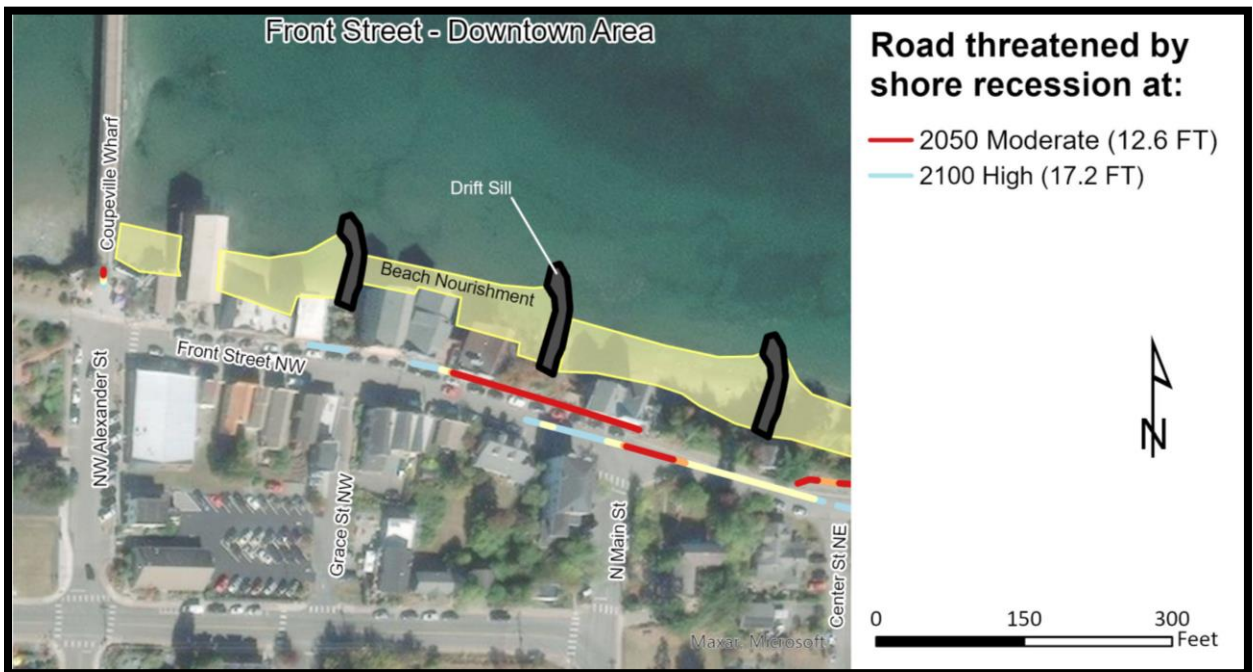 Front Street - Downtown Area
Road threatened by
shore recession at:
2050 Moderate (12.6 FT)
2100 High (17.2 FT)
Coupeville Wharf
Drift Sill
Beach Nourishment
Front Street NW
NW Alexander St
Grace St NW
N Main St
Center St NE
N
0 150 300
Feet
Maxar, Microsoft